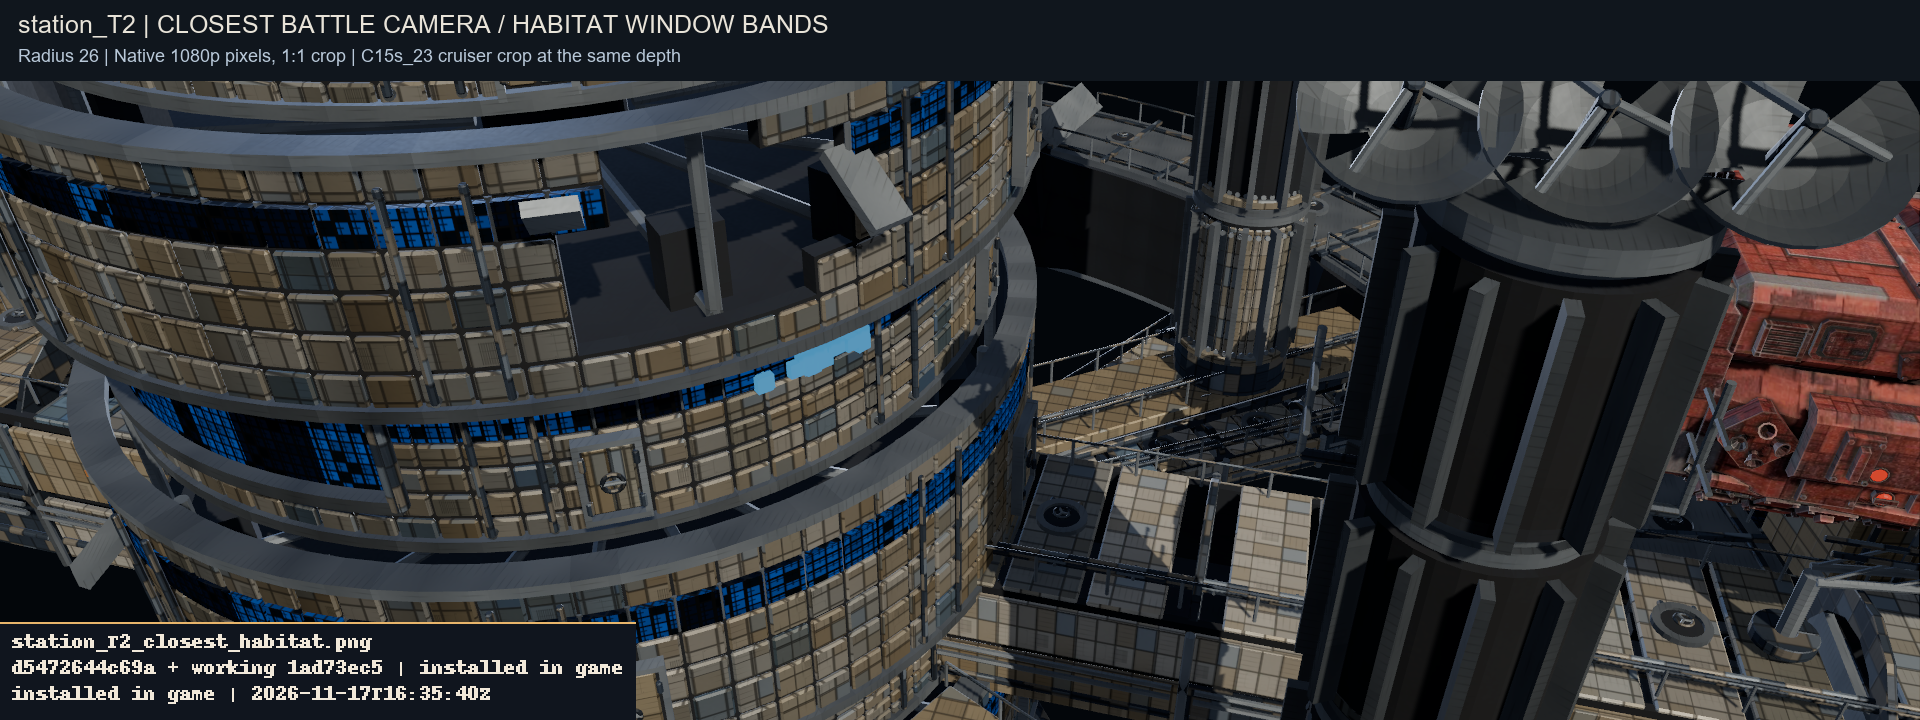 station_T2 | CLOSEST BATTLE CAMERA / HABITAT WINDOW BANDS
Radius 26 | Native 1080p pixels, 1:1 crop | C15s_23 cruiser crop at the same depth
station_T2_closest_habitat.png
d5472644c69a + working 1ad73ec5 | installed in game
installed in game | 2026-11-17T16:35:40Z